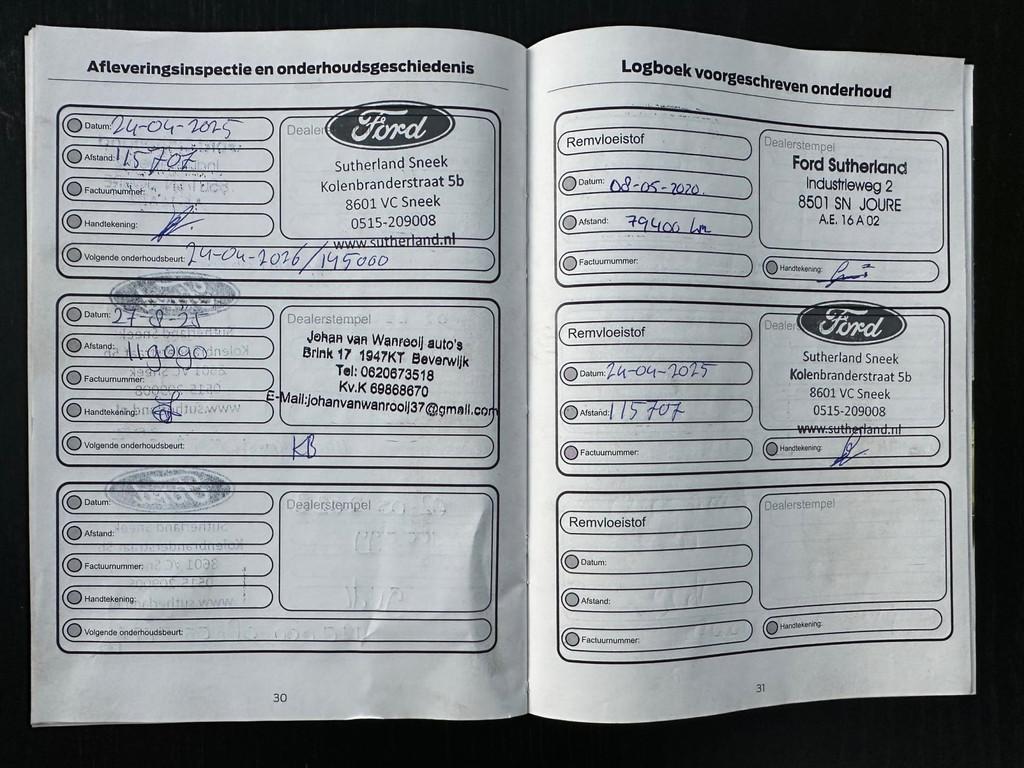 Afleveringsinspectie en onderhoudsgeschiedenis
Datum: 24-04-2025
Afstand: 115707
Factuurnummer:
Handtekening:
Volgende onderhoudsbeurt: 24-04-2026/145000
Dealerstempel
Ford
Sutherland Sneek
Kolenbranderstraat 5b
8601 VC Sneek
0515-209008
www.sutherland.nl
Datum: 27-8-25
Afstand: 119090
Factuurnummer:
Handtekening:
Volgende onderhoudsbeurt: KB
Dealerstempel
Johan van Wanrooij auto's
Brink 17 1947KT Beverwijk
Tel: 0620673518
Kv.K 69868670
E-Mail:johanvanwanrooij37@gmail.com
Datum:
Afstand:
Factuurnummer:
Handtekening:
Volgende onderhoudsbeurt:
Dealerstempel
30
Logboek voorgeschreven onderhoud
Remvloeistof
Datum: 08-05-2020.
Afstand: 79400 km
Factuurnummer:
Dealerstempel
Ford Sutherland
Industrieweg 2
8501 SN JOURE
A.E. 16 A 02
Handtekening:
Remvloeistof
Datum: 24-04-2025
Afstand: 115707
Factuurnummer:
Dealer
Ford
Sutherland Sneek
Kolenbranderstraat 5b
8601 VC Sneek
0515-209008
www.sutherland.nl
Handtekening:
Remvloeistof
Datum:
Afstand:
Factuurnummer:
Dealerstempel
Handtekening:
31